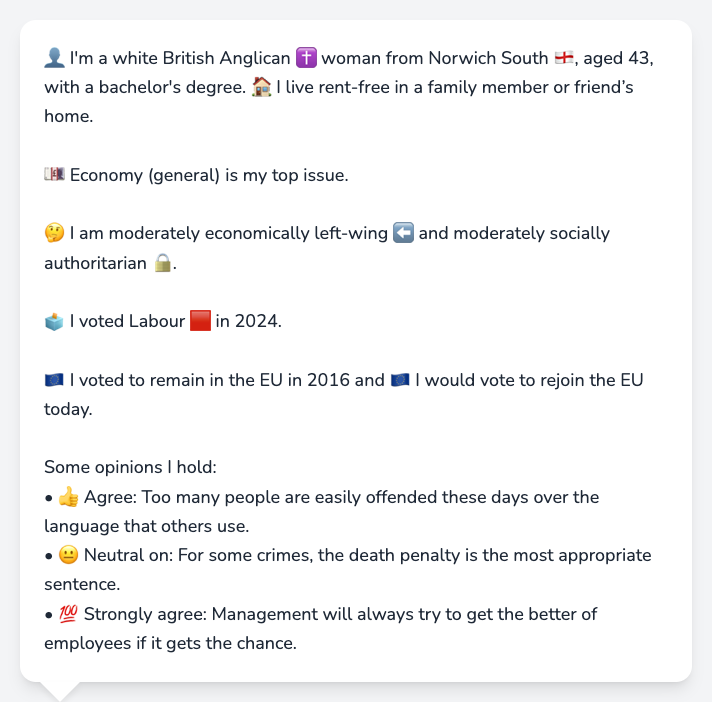 👤 I'm a white British Anglican ✝️ woman from Norwich South 🏴󠁧󠁢󠁥󠁮󠁧󠁿, aged 43,
with a bachelor's degree. 🏠 I live rent-free in a family member or friend’s
home.
💷 Economy (general) is my top issue.
🤔 I am moderately economically left-wing ⬅️ and moderately socially
authoritarian 🔒.
🗳️ I voted Labour 🟥 in 2024.
🇪🇺 I voted to remain in the EU in 2016 and 🇪🇺 I would vote to rejoin the EU
today.
Some opinions I hold:
• 👍 Agree: Too many people are easily offended these days over the
language that others use.
• 😐 Neutral on: For some crimes, the death penalty is the most appropriate
sentence.
• 💯 Strongly agree: Management will always try to get the better of
employees if it gets the chance.